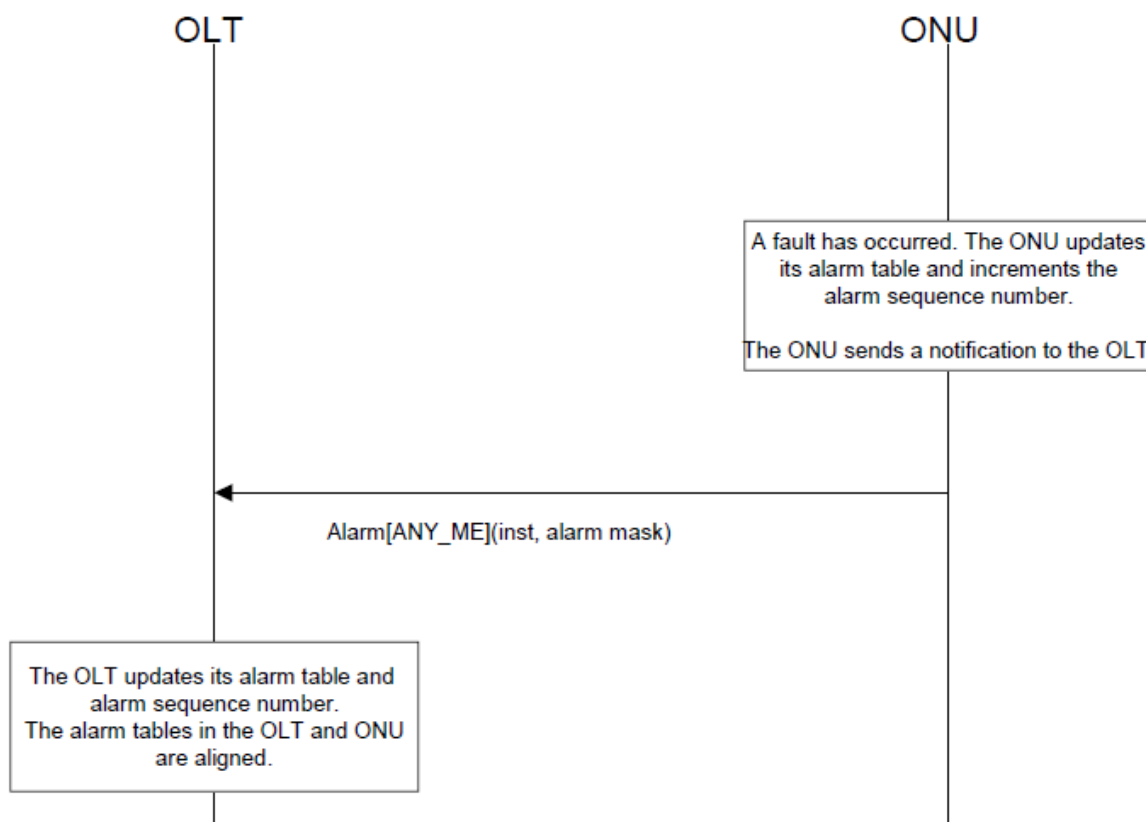 OLT
ONU
A fault has occurred. The ONU updates
its alarm table and increments the
alarm sequence number.
The ONU sends a notification to the OLT
Alarm[ANY_ME](inst, alarm mask)
The OLT updates its alarm table and
alarm sequence number.
The alarm tables in the OLT and ONU
are aligned.